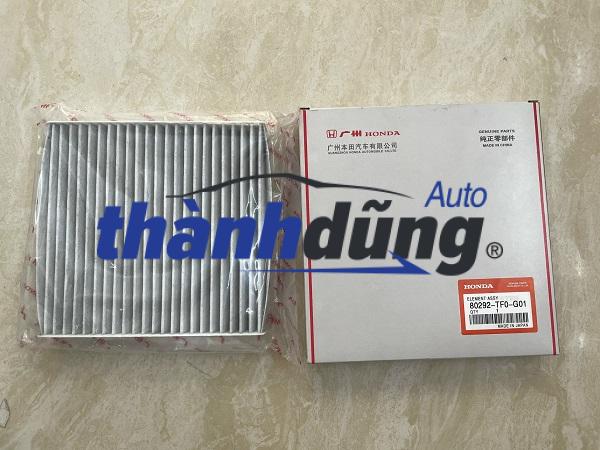 广州 HONDA
广州本田汽车有限公司
GUANGZHOU HONDA AUTOMOBILE CO.,LTD
GENUINE PARTS
纯正零部件
MADE IN CHINA
Auto
thànhdũng ®
HONDA
ELEMENT ASSY
80292-TF0-G01
QTY 1
MADE IN JAPAN